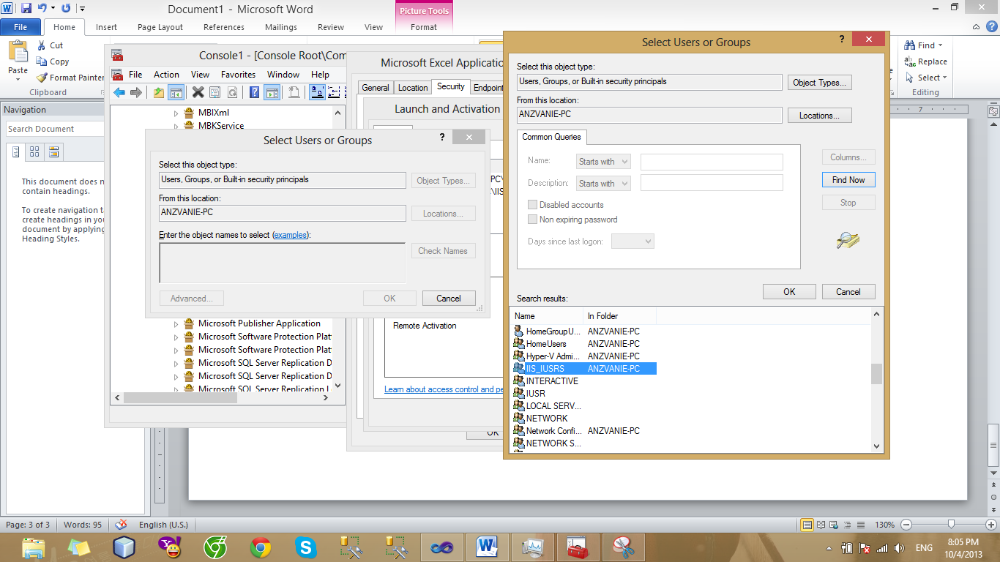 Document1 - Microsoft Word
Picture Tools
File
Home
Insert
Page Layout
References
Mailings
Review
View
Format
Paste
Cut
Copy
Format Painter
Clipboard
Find
Replace
Select
Editing
Navigation
Search Document
This document does n
contain headings.
To create navigation t
create headings in you
document by applying
Heading Styles.
Console1 - [Console Root\Com
File
Action
View
Favorites
Window
Help
MBIXml
MBKService
Microsoft Publisher Application
Microsoft Software Protection Plat
Microsoft Software Protection Plat
Microsoft SQL Server Replication D
Microsoft SQL Server Replication D
Microsoft SQL Server Replication L
Microsoft Excel Applicatio
General
Location
Security
Endpoint
Launch and Activation
PC\
\IIS
Remote Activation
Learn about access control and pe
OK
Select Users or Groups
Select this object type:
Users, Groups, or Built-in security principals
Object Types...
From this location:
ANZVANIE-PC
Locations...
Enter the object names to select (examples):
Check Names
Advanced...
OK
Cancel
Select Users or Groups
Select this object type:
Users, Groups, or Built-in security principals
Object Types...
From this location:
ANZVANIE-PC
Locations...
Common Queries
Name:
Starts with
Description:
Starts with
Disabled accounts
Non expiring password
Days since last logon:
Columns...
Find Now
Stop
OK
Cancel
Search results:
Name In Folder
HomeGroupU... ANZVANIE-PC
HomeUsers ANZVANIE-PC
Hyper-V Admi... ANZVANIE-PC
IIS_IUSRS ANZVANIE-PC
INTERACTIVE
IUSR
LOCAL SERV...
NETWORK
Network Confi... ANZVANIE-PC
NETWORK S...
7
Page: 3 of 3
Words: 95
English (U.S.)
130%
ENG
8:05 PM
10/4/2013